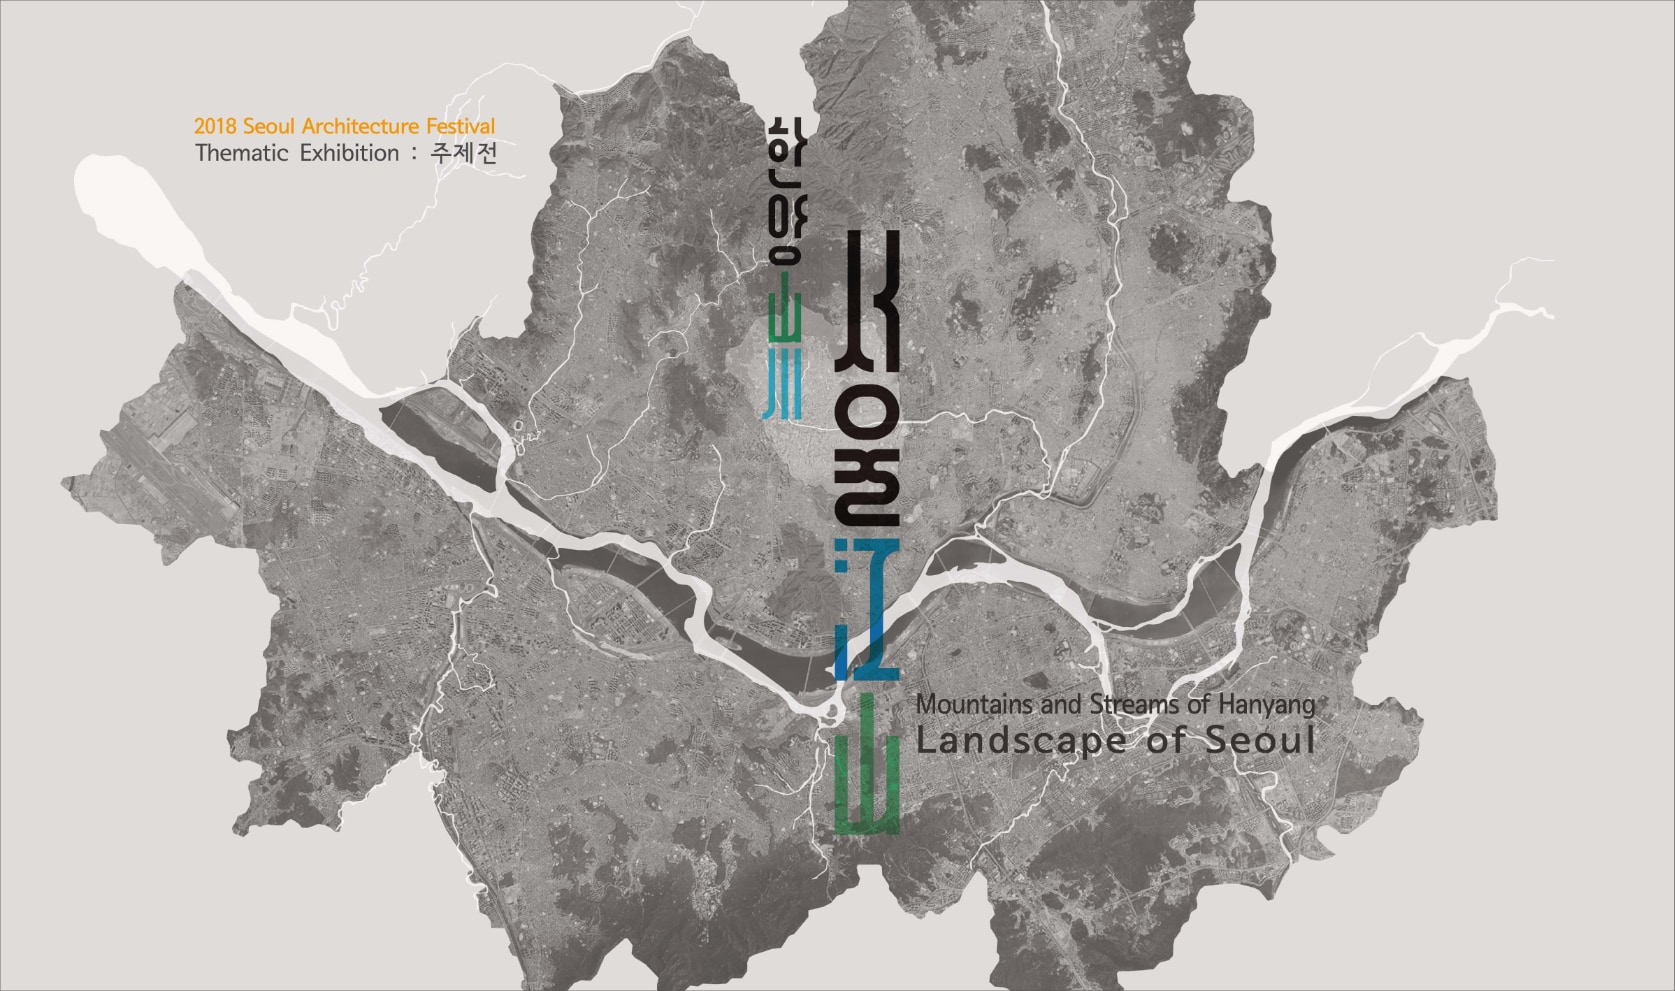 2018 Seoul Architecture Festival
Thematic Exhibition : 주제전
한양山川
서울江山
Mountains and Streams of Hanyang
Landscape of Seoul